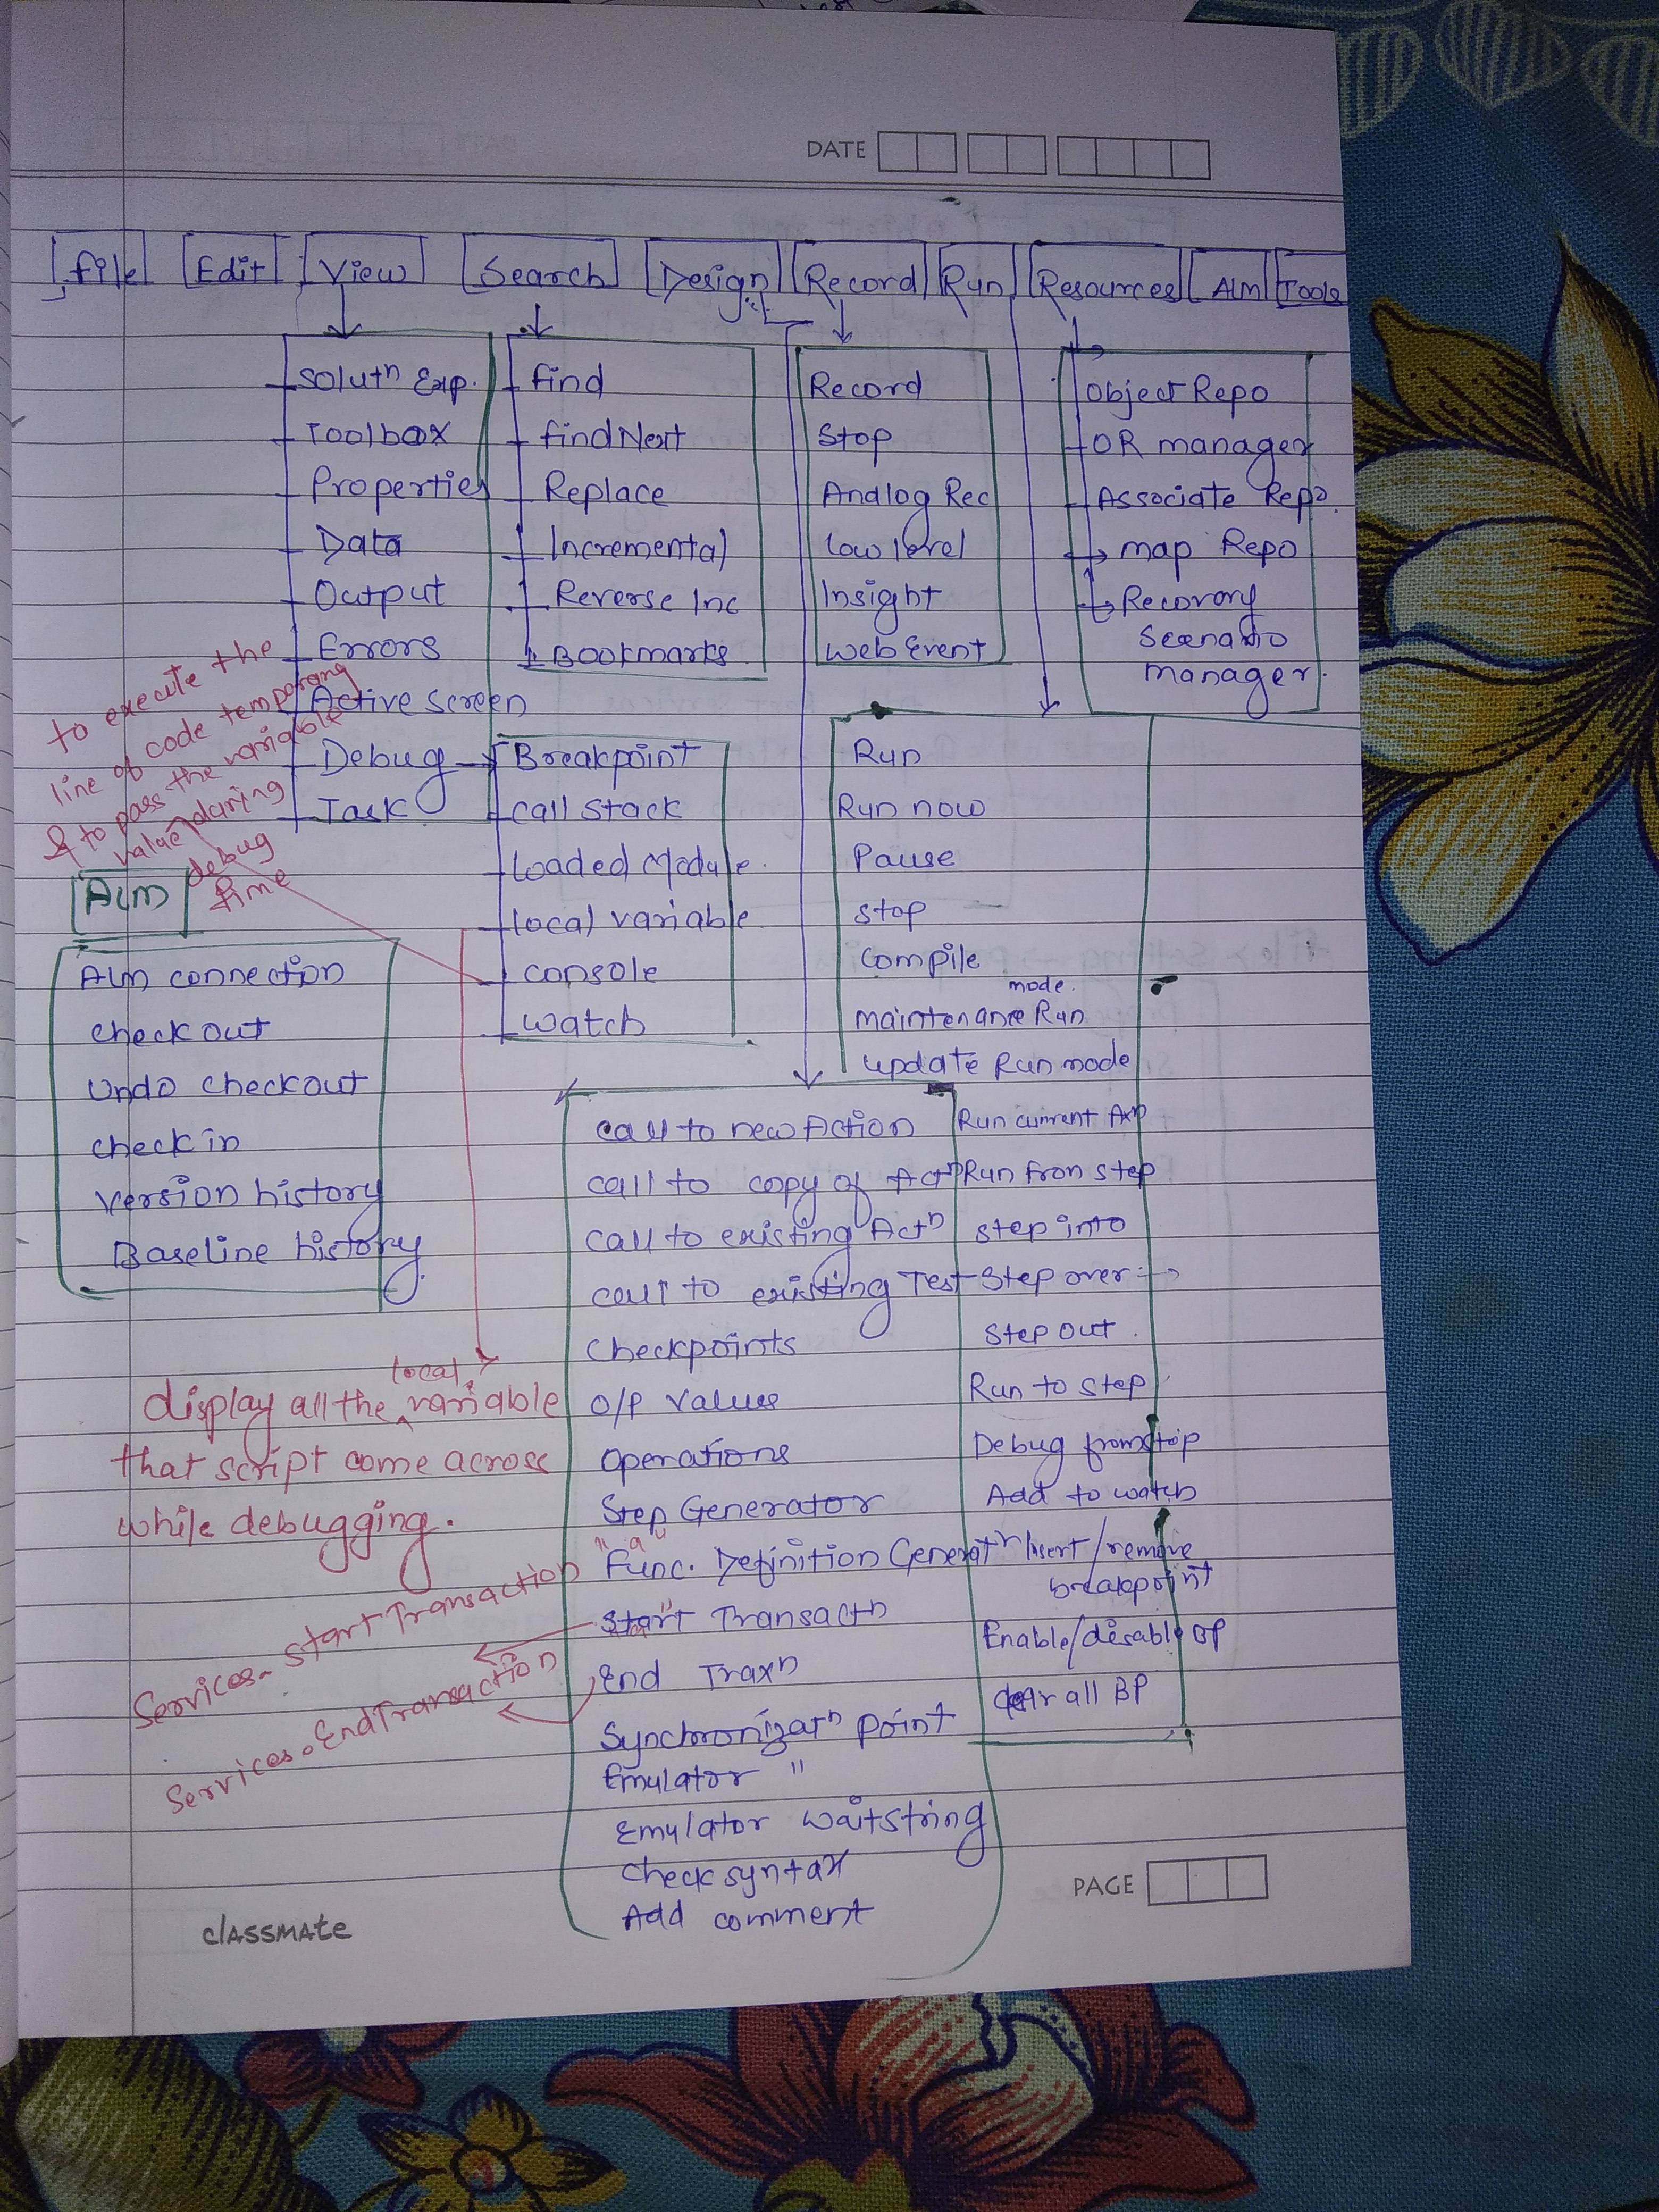 DATE
File Edit View Search Design Record Run Resources ALM Tools
Solutⁿ Exp.
Toolbox
Properties
Data
Output
Errors
Active screen
Debug
Task
find
findNext
Replace
Incremental
Reverse Inc
Bookmarks
Record
Stop
Analog Rec
Low level
Insight
Web Event
Object Repo
OR manager
Associate Repo.
map Repo
Recovory
Scenario
manager.
to execute the
line of code temporary
& to pass the variable
value during
debug
time
Breakpoint
call stack
Loaded Module.
local variable
console
watch
Run
Run now
Pause
stop
compile
mode.
maintenance Run
update Run mode
Run current Axn
Run from step
step into
Step over
Step out.
Run to step
Debug from step
Add to watch
Insert/remove
breakpoint
Enable/disable BP
clear all BP
ALM
ALM connection
check out
Undo checkout
check in
version history
Baseline history.
call to new Action
call to copy of Actⁿ
call to existing Actⁿ
call to existing Test
Checkpoints
O/P values
Operations
Step Generator
Func. Definition Generatⁿ
Start Transactn
End Traxn
Synchronizatⁿ point
Emulator "
Emulator waitstring
check syntax
Add comment
local
display all the variable
that script come across
while debugging.
Services. StartTransaction "a"
Services. EndTransaction "a"
classmate
PAGE